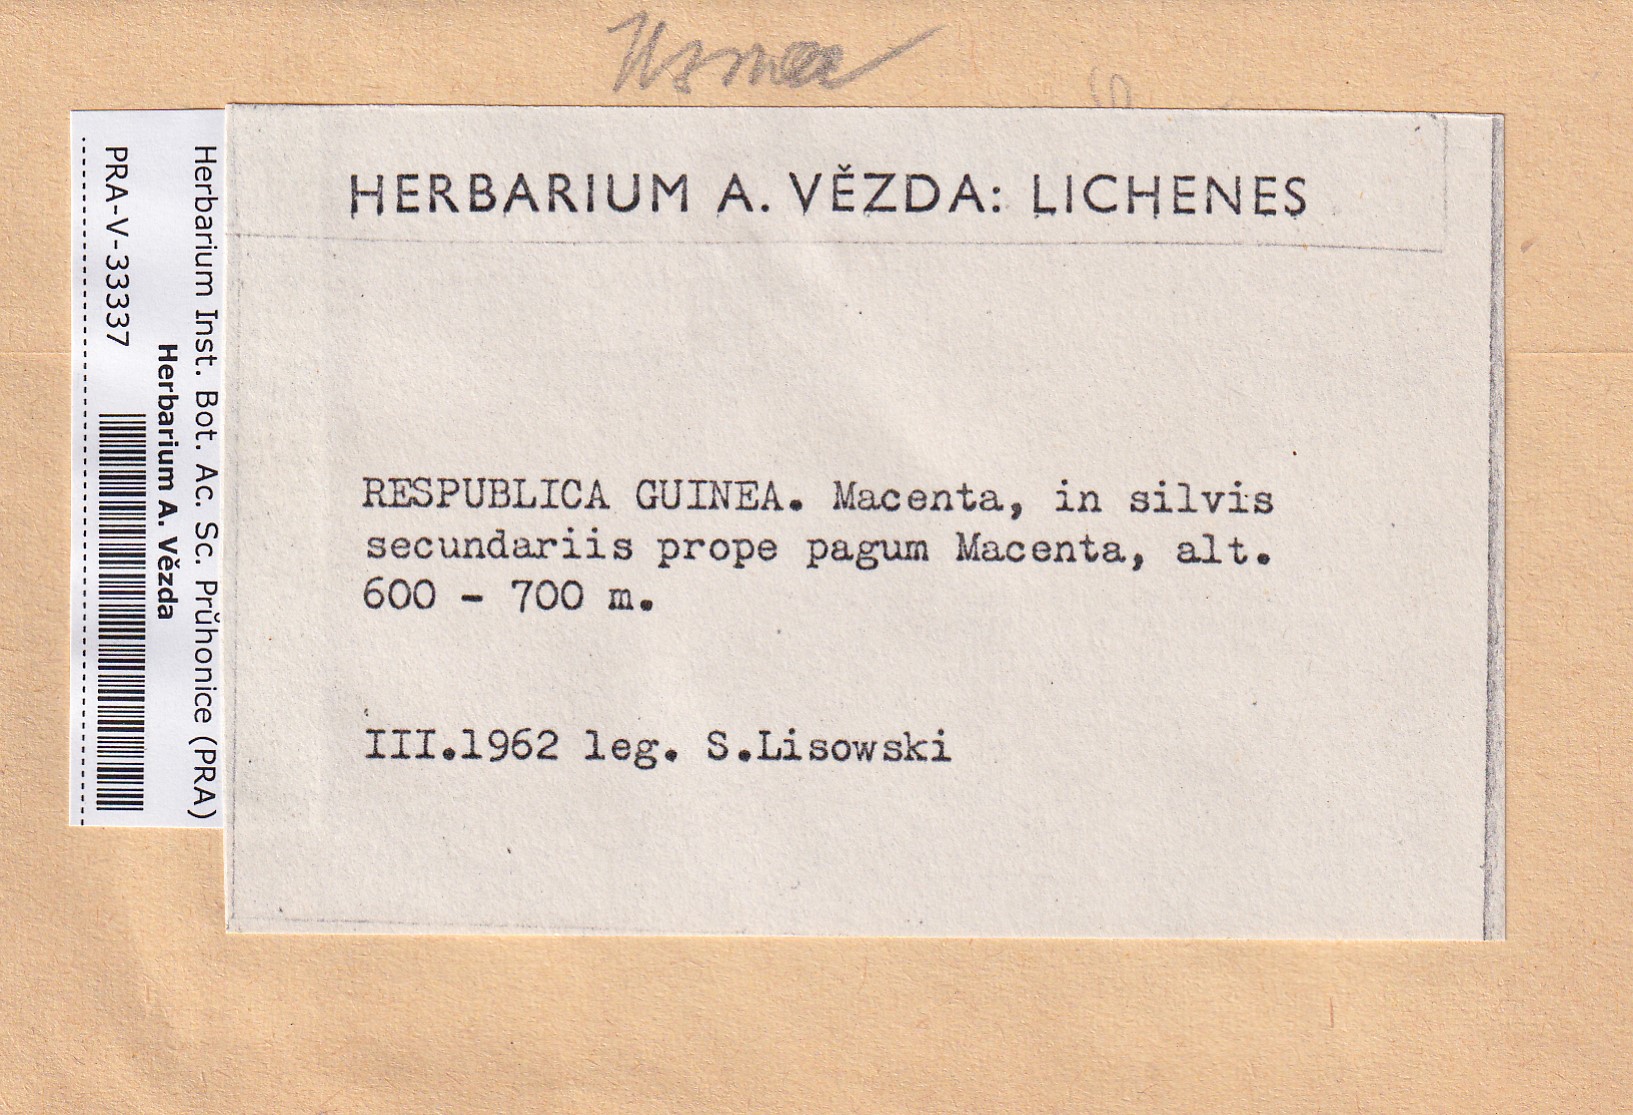 Usnea
HERBARIUM A. VĚZDA: LICHENES
RESPUBLICA GUINEA. Macenta, in silvis
secundariis prope pagum Macenta, alt.
600 - 700 m.
III.1962 leg. S.Lisowski
Herbarium Inst. Bot. Ac. Sc. Průhonice (PRA)
Herbarium A. Vězda
PRA-V-33337